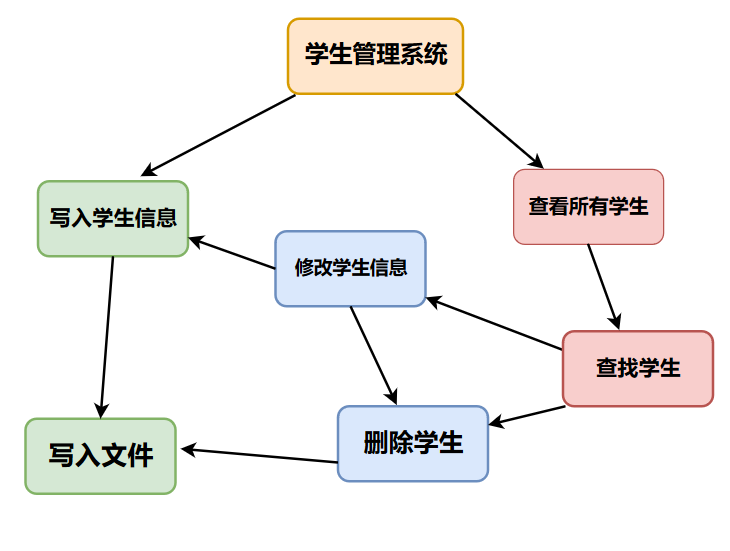 学生管理系统
写入学生信息
查看所有学生
修改学生信息
查找学生
删除学生
写入文件